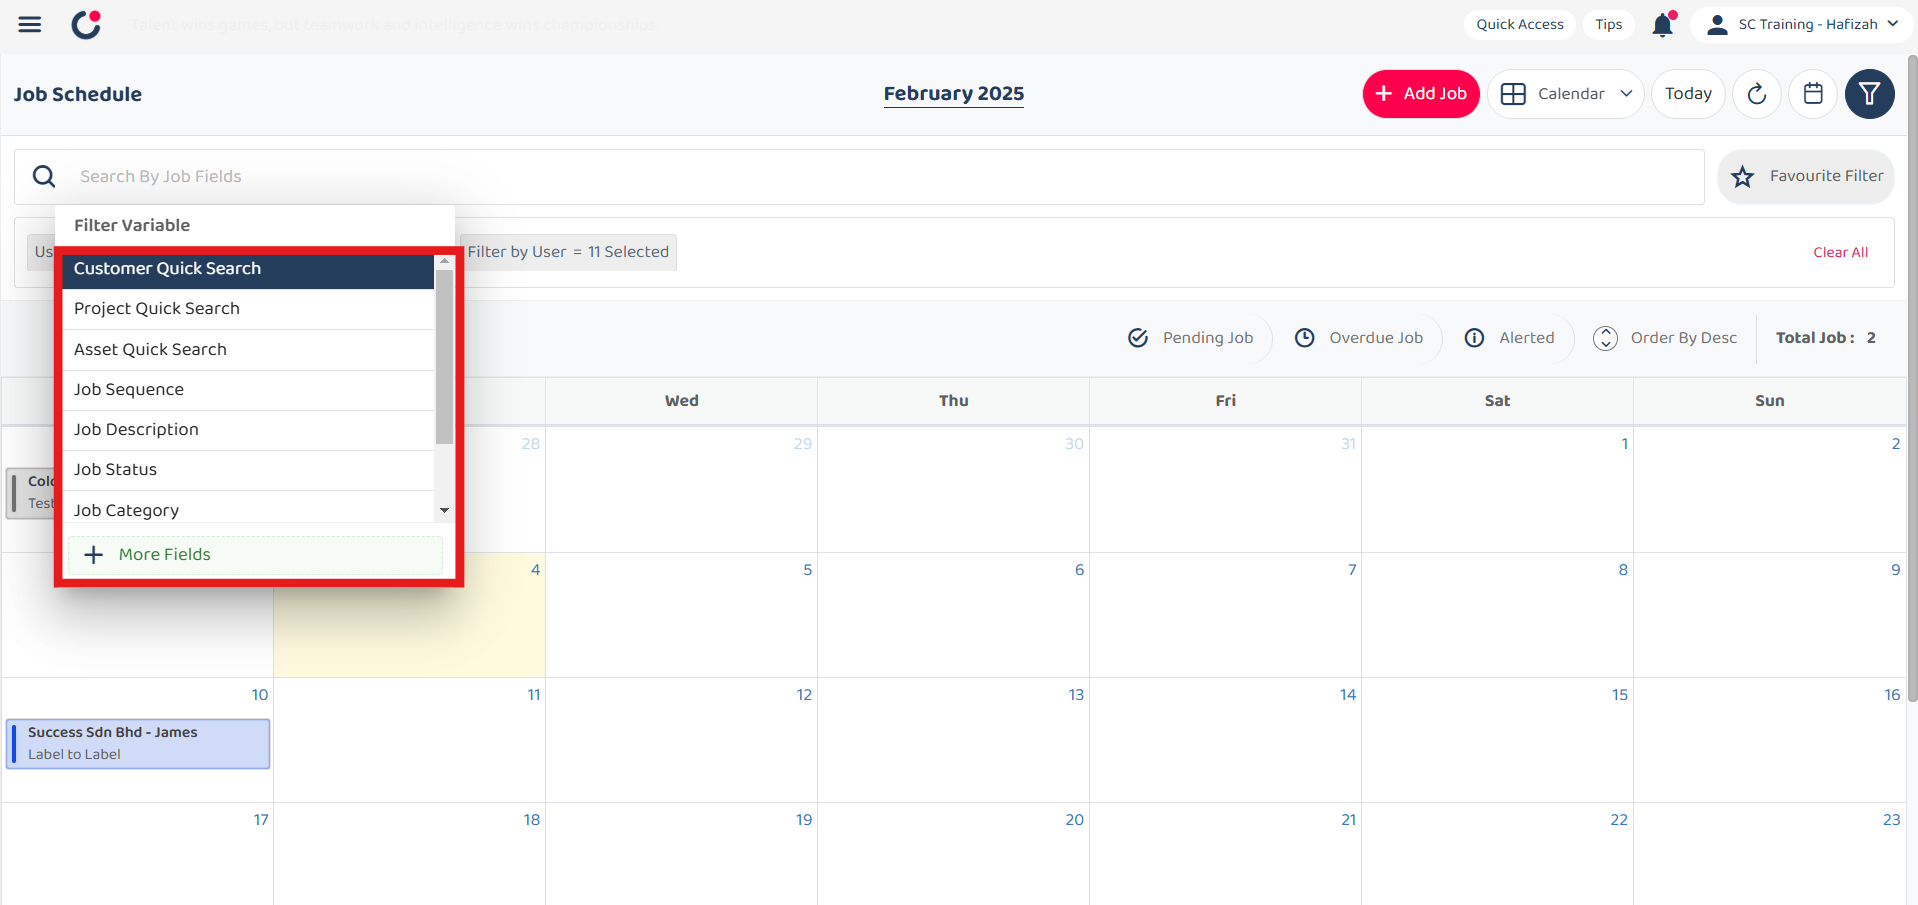 Talent wins games, but teamwork and intelligence wins championships
Quick Access
Tips
SC Training - Hafizah
Job Schedule
February 2025
Add Job
Calendar
Today
Search By Job Fields
Favourite Filter
Filter Variable
Us
Filter by User = 11 Selected
Clear All
Customer Quick Search
Project Quick Search
Asset Quick Search
Job Sequence
Job Description
Job Status
Job Category
More Fields
Pending Job
Overdue Job
Alerted
Order By Desc
Total Job : 2
Wed
Thu
Fri
Sat
Sun
28
29
30
31
1
2
Colo
Test
4
5
6
7
8
9
10
11
12
13
14
15
16
Success Sdn Bhd - James
Label to Label
17
18
19
20
21
22
23